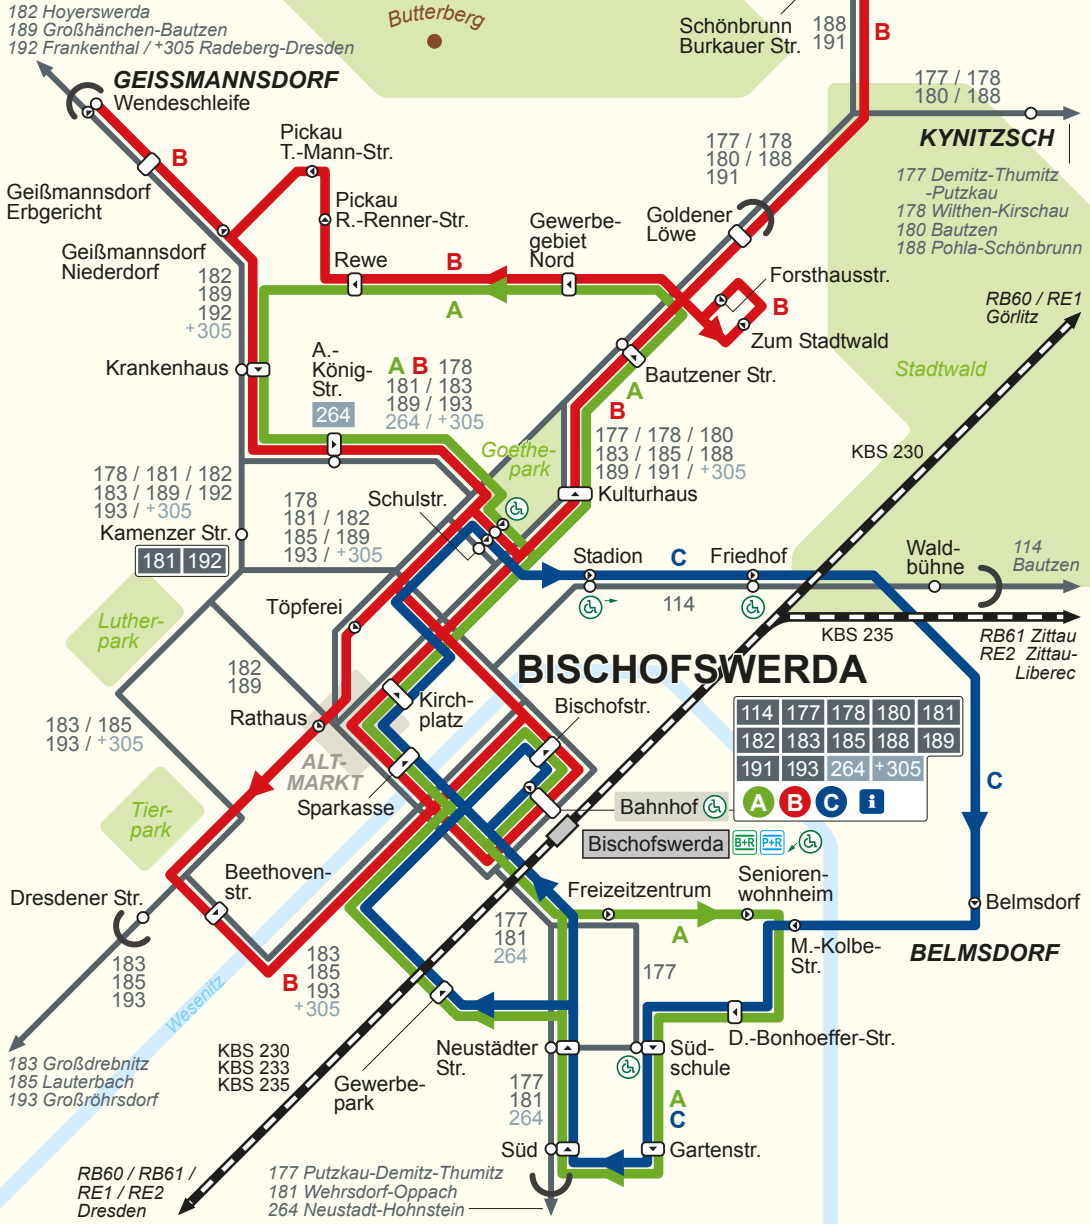 182 Hoyerswerda
189 Großhänchen-Bautzen
192 Frankenthal / +305 Radeberg-Dresden
Butterberg
Schönbrunn
Burkauer Str.
188
191
B
GEISSMANNSDORF
Wendeschleife
B
177 / 178
180 / 188
KYNITZSCH
Pickau
T.-Mann-Str.
177 / 178
180 / 188
191
177 Demitz-Thumitz
-Putzkau
178 Wilthen-Kirschau
180 Bautzen
188 Pohla-Schönbrunn
Geißmannsdorf
Erbgericht
Pickau
R.-Renner-Str.
Gewerbe-
gebiet
Nord
Goldener
Löwe
Geißmannsdorf
Niederdorf
Rewe
B
A
Forsthausstr.
B
Zum Stadtwald
182
189
192
+305
RB60 / RE1
Görlitz
Krankenhaus
A.-
König-
Str.
264
A B 178
181 / 183
189 / 193
264 / +305
Bautzener Str.
A
B
Stadtwald
Goethe-
park
177 / 178 / 180
183 / 185 / 188
189 / 191 / +305
KBS 230
178 / 181 / 182
183 / 189 / 192
193 / +305
Kamenzer Str.
181 192
178
181 / 182
185 / 189
193 / +305
Schulstr.
Kulturhaus
Stadion
C
Friedhof
Wald-
bühne
114
Bautzen
114
Luther-
park
Töpferei
KBS 235
RB61 Zittau
RE2 Zittau-
Liberec
BISCHOFSWERDA
182
189
Rathaus
183 / 185
193 / +305
Kirch-
platz
Bischofstr.
114 177 178 180 181
182 183 185 188 189
191 193 264 +305
A B C i
ALT-
MARKT
Sparkasse
C
Tier-
park
Bahnhof
Bischofswerda
B+R P+R
Beethoven-
str.
Dresdener Str.
Freizeitzentrum
Senioren-
wohnheim
Belmsdorf
A
M.-Kolbe-
Str.
BELMSDORF
177
181
264
177
183
185
193
B
183
185
193
+305
Wesenitz
D.-Bonhoeffer-Str.
Neustädter
Str.
Süd-
schule
183 Großdrebnitz
185 Lauterbach
193 Großröhrsdorf
KBS 230
KBS 233
KBS 235
Gewerbe-
park
177
181
264
A
C
Süd
Gartenstr.
RB60 / RB61 /
RE1 / RE2
Dresden
177 Putzkau-Demitz-Thumitz
181 Wehrsdorf-Oppach
264 Neustadt-Hohnstein